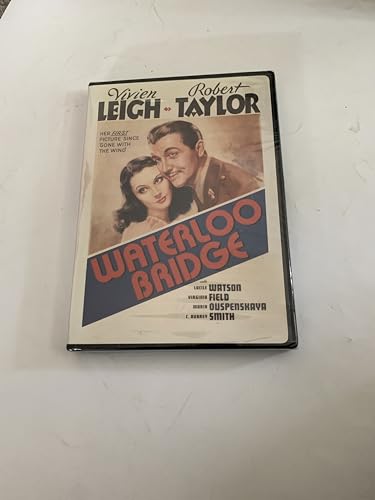 Vivien Robert
LEIGH TAYLOR
HER FIRST
PICTURE SINCE
"GONE WITH
THE WIND"
WATERLOO
BRIDGE
with
LUCILE WATSON
VIRGINIA FIELD
MARIA OUSPENSKAYA
C. AUBREY SMITH